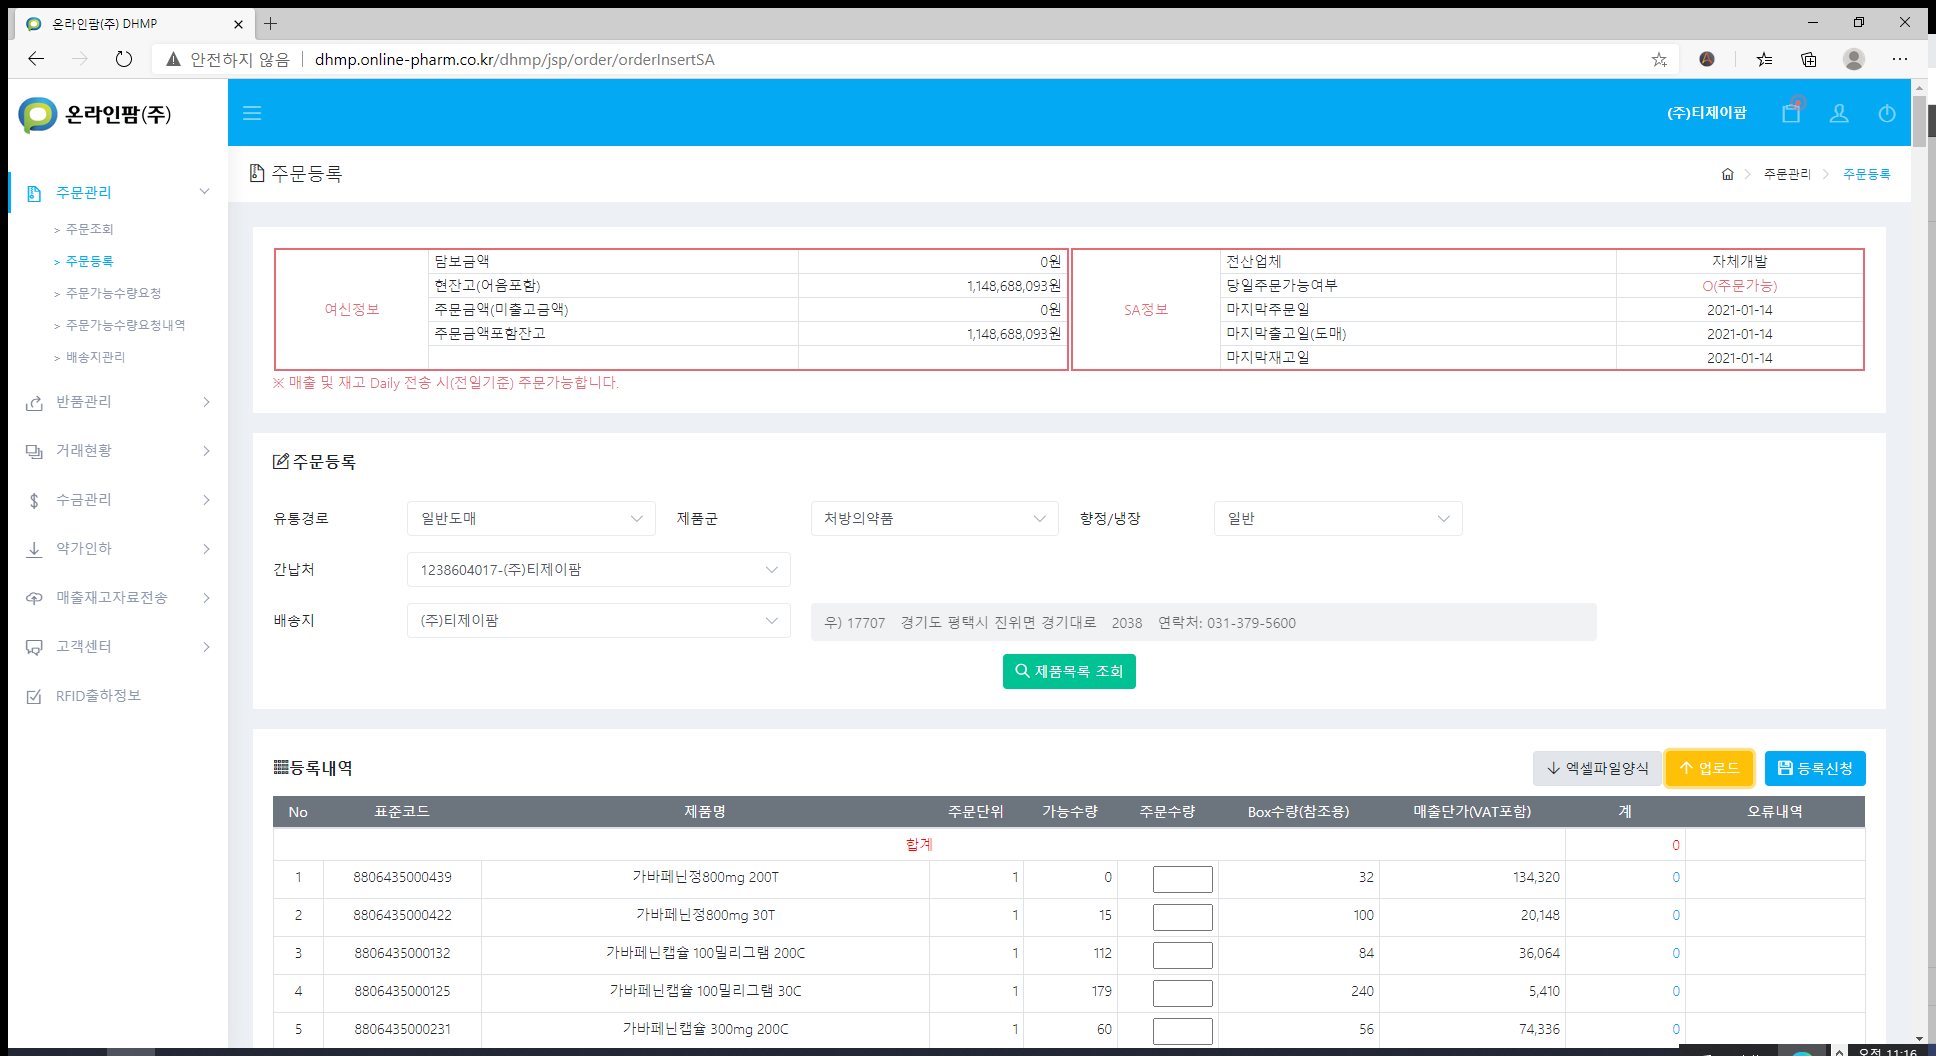 온라인팜(주) DHMP
안전하지 않음 dhmp.online-pharm.co.kr/dhmp/jsp/order/orderInsertSA
온라인팜(주)
(주)티제이팜
주문등록
주문관리 주문등록
주문관리
> 주문조회
> 주문등록
> 주문가능수량요청
> 주문가능수량요청내역
> 배송지관리
반품관리
거래현황
수금관리
약가인하
매출재고자료전송
고객센터
RFID출하정보
여신정보
담보금액 0원
현잔고(어음포함) 1,148,688,093원
주문금액(미출고금액) 0원
주문금액포함잔고 1,148,688,093원
SA정보
전산업체 자체개발
당일주문가능여부 O(주문가능)
마지막주문일 2021-01-14
마지막출고일(도매) 2021-01-14
마지막재고일 2021-01-14
※ 매출 및 재고 Daily 전송 시(전일기준) 주문가능합니다.
주문등록
유통경로 일반도매 제품군 처방의약품 향정/냉장 일반
간납처 1238604017-(주)티제이팜
배송지 (주)티제이팜 우) 17707 경기도 평택시 진위면 경기대로 2038 연락처: 031-379-5600
제품목록 조회
등록내역 엑셀파일양식 업로드 등록신청
No 표준코드 제품명 주문단위 가능수량 주문수량 Box수량(참조용) 매출단가(VAT포함) 계 오류내역
합계 0
1 8806435000439 가바페닌정800mg 200T 1 0 32 134,320 0
2 8806435000422 가바페닌정800mg 30T 1 15 100 20,148 0
3 8806435000132 가바페닌캡슐 100밀리그램 200C 1 112 84 36,064 0
4 8806435000125 가바페닌캡슐 100밀리그램 30C 1 179 240 5,410 0
5 8806435000231 가바페닌캡슐 300mg 200C 1 60 56 74,336 0
오전 11:16